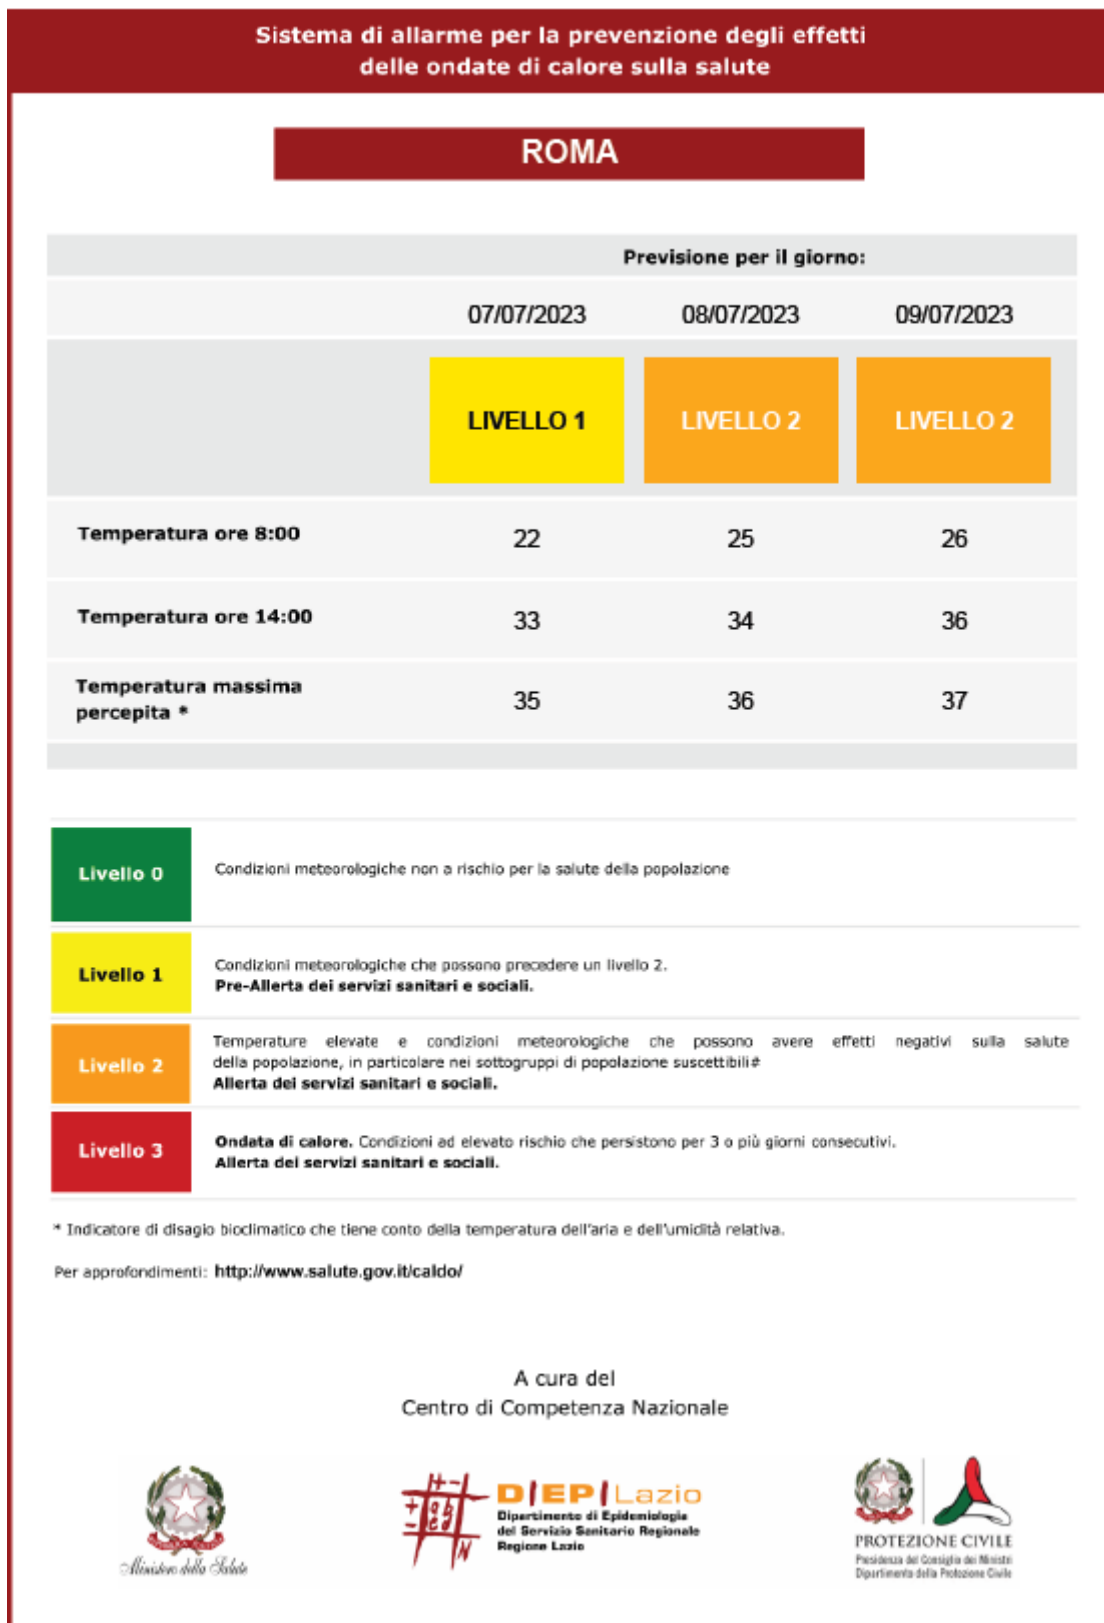 Sistema di allarme per la prevenzione degli effetti
delle ondate di calore sulla salute
ROMA
Previsione per il giorno:
07/07/2023 08/07/2023 09/07/2023
LIVELLO 1 LIVELLO 2 LIVELLO 2
Temperatura ore 8:00 22 25 26
Temperatura ore 14:00 33 34 36
Temperatura massima
percepita * 35 36 37
Livello 0
Condizioni meteorologiche non a rischio per la salute della popolazione
Livello 1
Condizioni meteorologiche che possono precedere un livello 2.
Pre-Allerta dei servizi sanitari e sociali.
Livello 2
Temperature elevate e condizioni meteorologiche che possono avere effetti negativi sulla salute
della popolazione, in particolare nei sottogruppi di popolazione suscettibili#
Allerta dei servizi sanitari e sociali.
Livello 3
Ondata di calore. Condizioni ad elevato rischio che persistono per 3 o più giorni consecutivi.
Allerta dei servizi sanitari e sociali.
* Indicatore di disagio bioclimatico che tiene conto della temperatura dell'aria e dell'umidità relativa.
Per approfondimenti: http://www.salute.gov.it/caldo/
A cura del
Centro di Competenza Nazionale
Ministero della Salute
D/EP/Lazio
Dipartimento di Epidemiologia
del Servizio Sanitario Regionale
Regione Lazio
PROTEZIONE CIVILE
Presidenza del Consiglio dei Ministri
Dipartimento della Protezione Civile